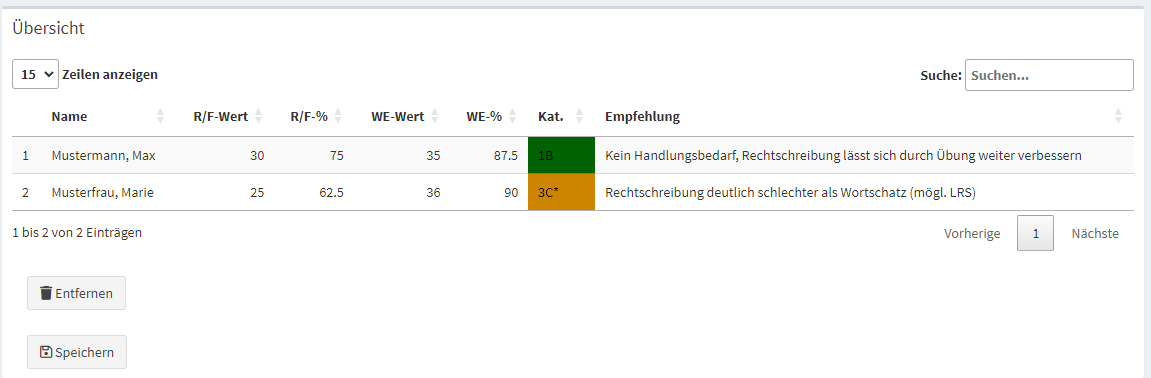 Übersicht
15 Zeilen anzeigen Suche: Suchen...
Name R/F-Wert R/F-% WE-Wert WE-% Kat. Empfehlung
1 Mustermann, Max 30 75 35 87.5 1B Kein Handlungsbedarf, Rechtschreibung lässt sich durch Übung weiter verbessern
2 Musterfrau, Marie 25 62.5 36 90 3C* Rechtschreibung deutlich schlechter als Wortschatz (mögl. LRS)
1 bis 2 von 2 Einträgen Vorherige 1 Nächste
Entfernen
Speichern